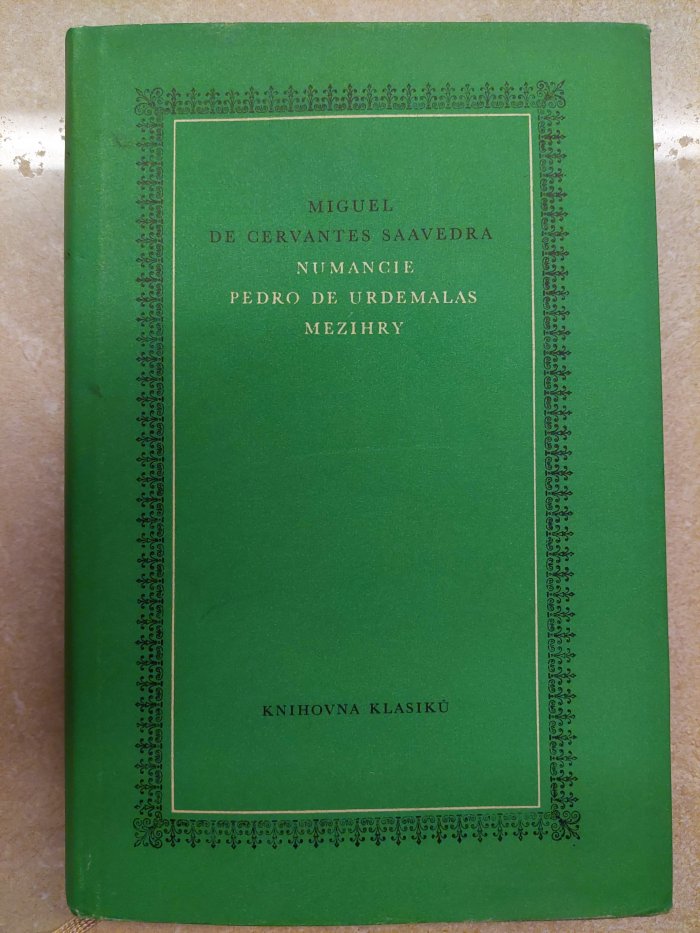 MIGUEL
DE CERVANTES SAAVEDRA
NUMANCIE
PEDRO DE URDEMALAS
MEZIHRY
KNIHOVNA KLASIKŮ